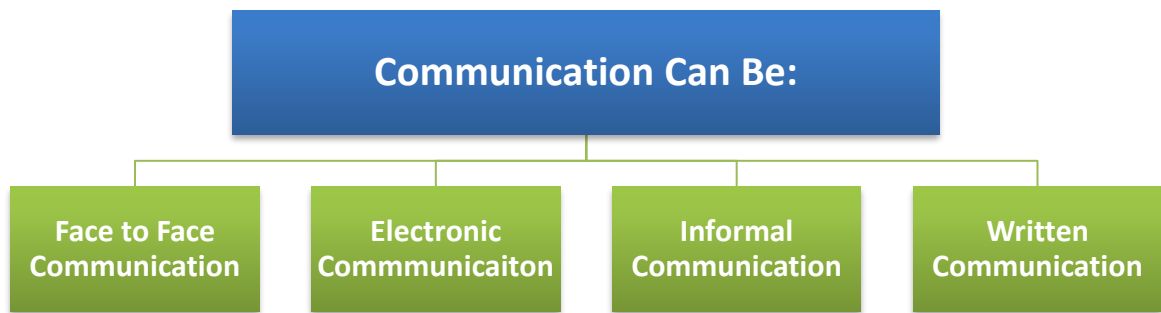 Communication Can Be:
Face to Face
Communication
Electronic
Commmunicaiton
Informal
Communication
Written
Communication